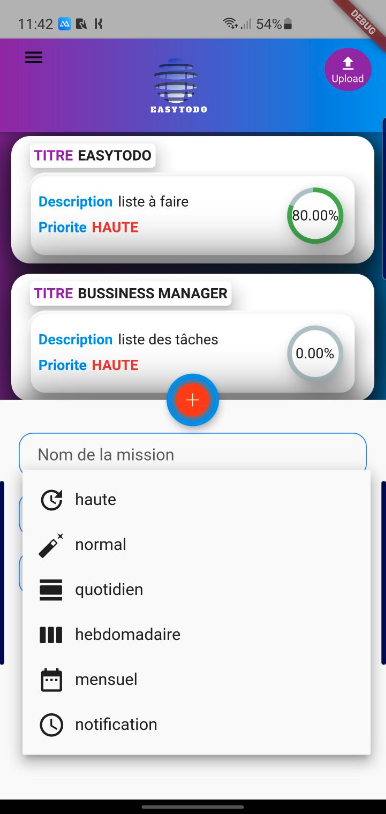 11:42
54%
DEBUG
Upload
EASYTODO
TITRE EASYTODO
Description liste à faire
Priorite HAUTE
80.00%
TITRE BUSSINESS MANAGER
Description liste des tâches
Priorite HAUTE
0.00%
Nom de la mission
haute
normal
quotidien
hebdomadaire
mensuel
notification